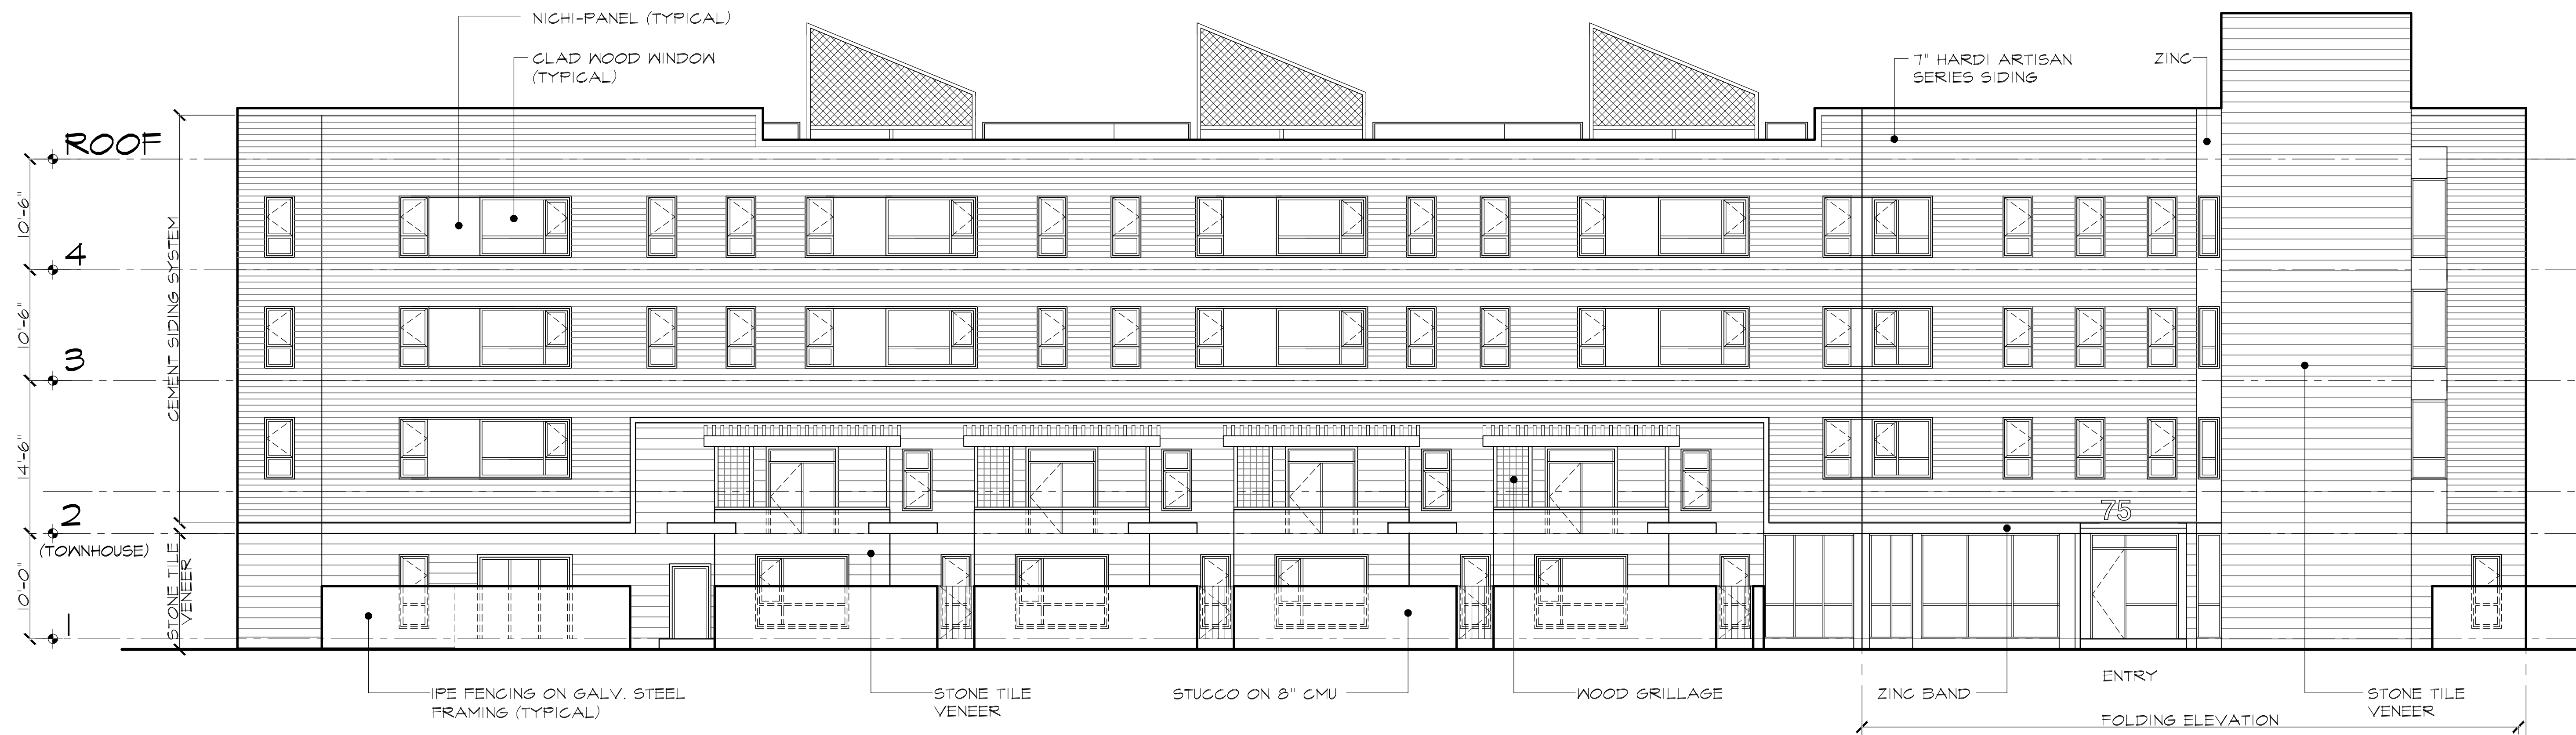 NICHI-PANEL (TYPICAL)
CLAD WOOD WINDOW
(TYPICAL)
7" HARDI ARTISAN
SERIES SIDING
ZINC
ROOF
10'-6"
4
10'-6"
3
14'-6"
2
(TOWNHOUSE)
10'-0"
1
CEMENT SIDING SYSTEM
STONE TILE
VENEER
75
IPE FENCING ON GALV. STEEL
FRAMING (TYPICAL)
STONE TILE
VENEER
STUCCO ON 8" CMU
WOOD GRILLAGE
ZINC BAND
ENTRY
STONE TILE
VENEER
FOLDING ELEVATION